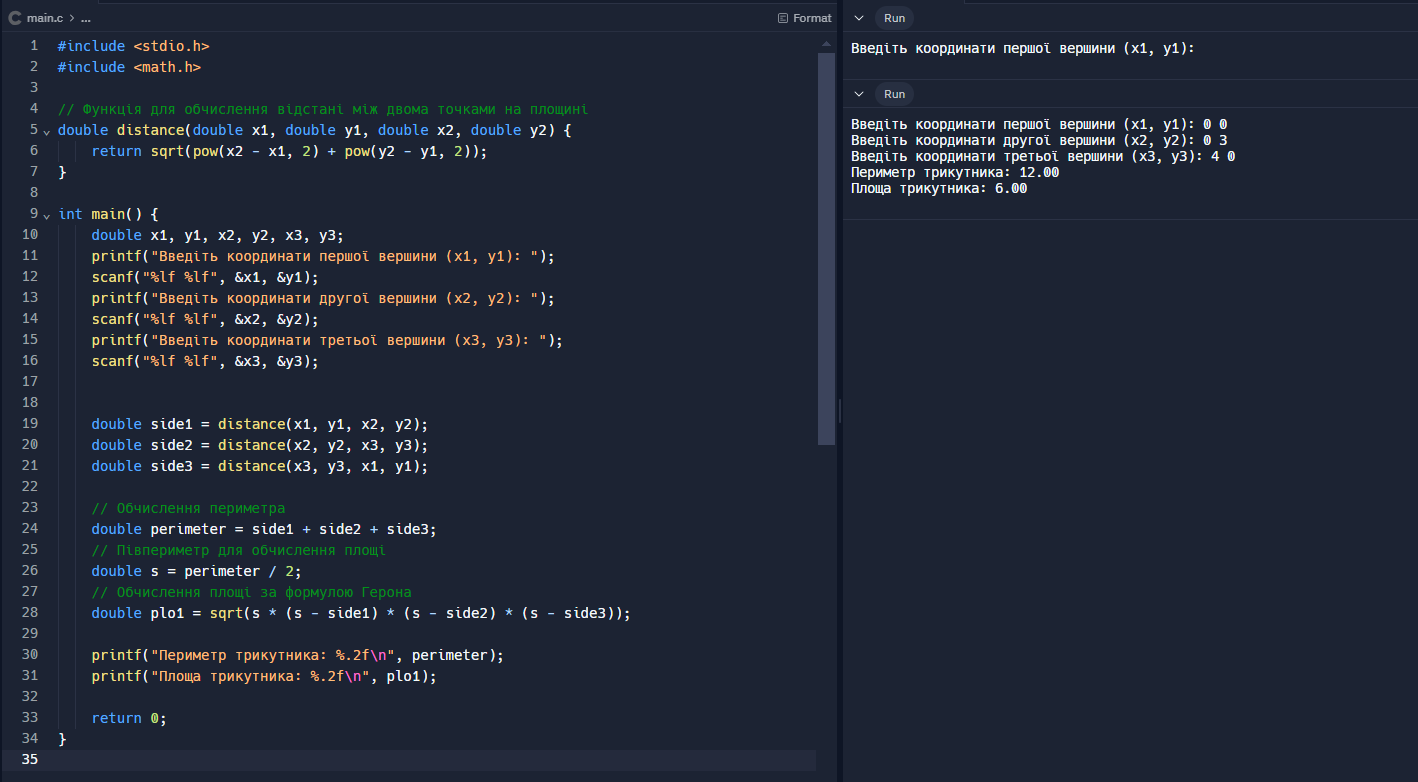 main.c > ...
Format
1 #include <stdio.h>
2 #include <math.h>
3
4 // Функція для обчислення відстані між двома точками на площині
5 double distance(double x1, double y1, double x2, double y2) {
6     return sqrt(pow(x2 - x1, 2) + pow(y2 - y1, 2));
7 }
8
9 int main() {
10     double x1, y1, x2, y2, x3, y3;
11     printf("Введіть координати першої вершини (x1, y1): ");
12     scanf("%lf %lf", &x1, &y1);
13     printf("Введіть координати другої вершини (x2, y2): ");
14     scanf("%lf %lf", &x2, &y2);
15     printf("Введіть координати третьої вершини (x3, y3): ");
16     scanf("%lf %lf", &x3, &y3);
17
18
19     double side1 = distance(x1, y1, x2, y2);
20     double side2 = distance(x2, y2, x3, y3);
21     double side3 = distance(x3, y3, x1, y1);
22
23     // Обчислення периметра
24     double perimeter = side1 + side2 + side3;
25     // Півпериметр для обчислення площі
26     double s = perimeter / 2;
27     // Обчислення площі за формулою Герона
28     double plo1 = sqrt(s * (s - side1) * (s - side2) * (s - side3));
29
30     printf("Периметр трикутника: %.2f\n", perimeter);
31     printf("Площа трикутника: %.2f\n", plo1);
32
33     return 0;
34 }
35
Run
Введіть координати першої вершини (x1, y1):
Run
Введіть координати першої вершини (x1, y1): 0 0
Введіть координати другої вершини (x2, y2): 0 3
Введіть координати третьої вершини (x3, y3): 4 0
Периметр трикутника: 12.00
Площа трикутника: 6.00